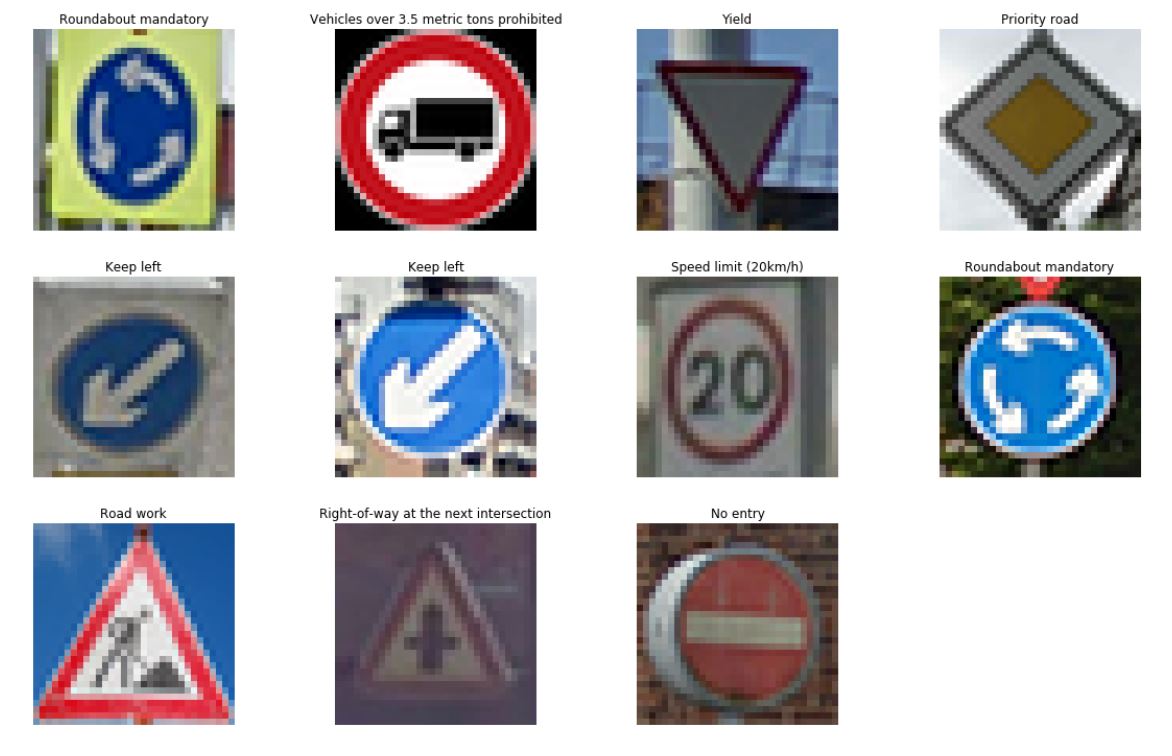 Roundabout mandatory
Vehicles over 3.5 metric tons prohibited
Yield
Priority road
Keep left
Keep left
Speed limit (20km/h)
Roundabout mandatory
20
Road work
Right-of-way at the next intersection
No entry